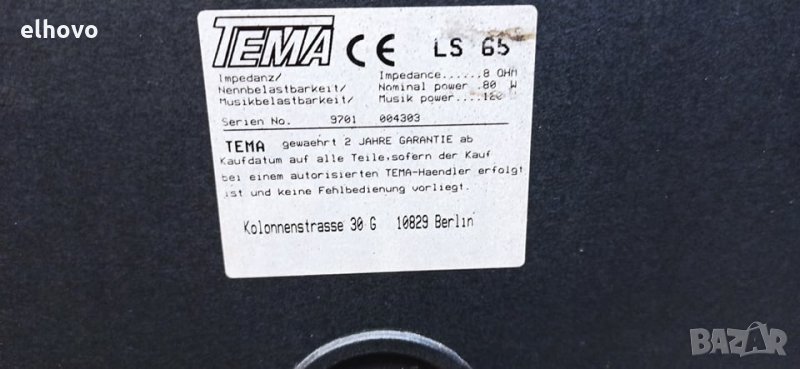 elhovo
TEMA CE LS 65
Impedanz/ Impedance......8 OHM
Nennbelastbarkeit/ Nominal power .80 W
Musikbelastbarkeit/ Musik power....120
Serien No. 9701 004303
TEMA gewaehrt 2 JAHRE GARANTIE ab
Kaufdatum auf alle Teile,sofern der Kauf
bei einem autorisierten TEMA-Haendler erfolgt
ist und keine Fehlbedienung vorliegt.
Kolonnenstrasse 30 G 10829 Berlin
BAZAR